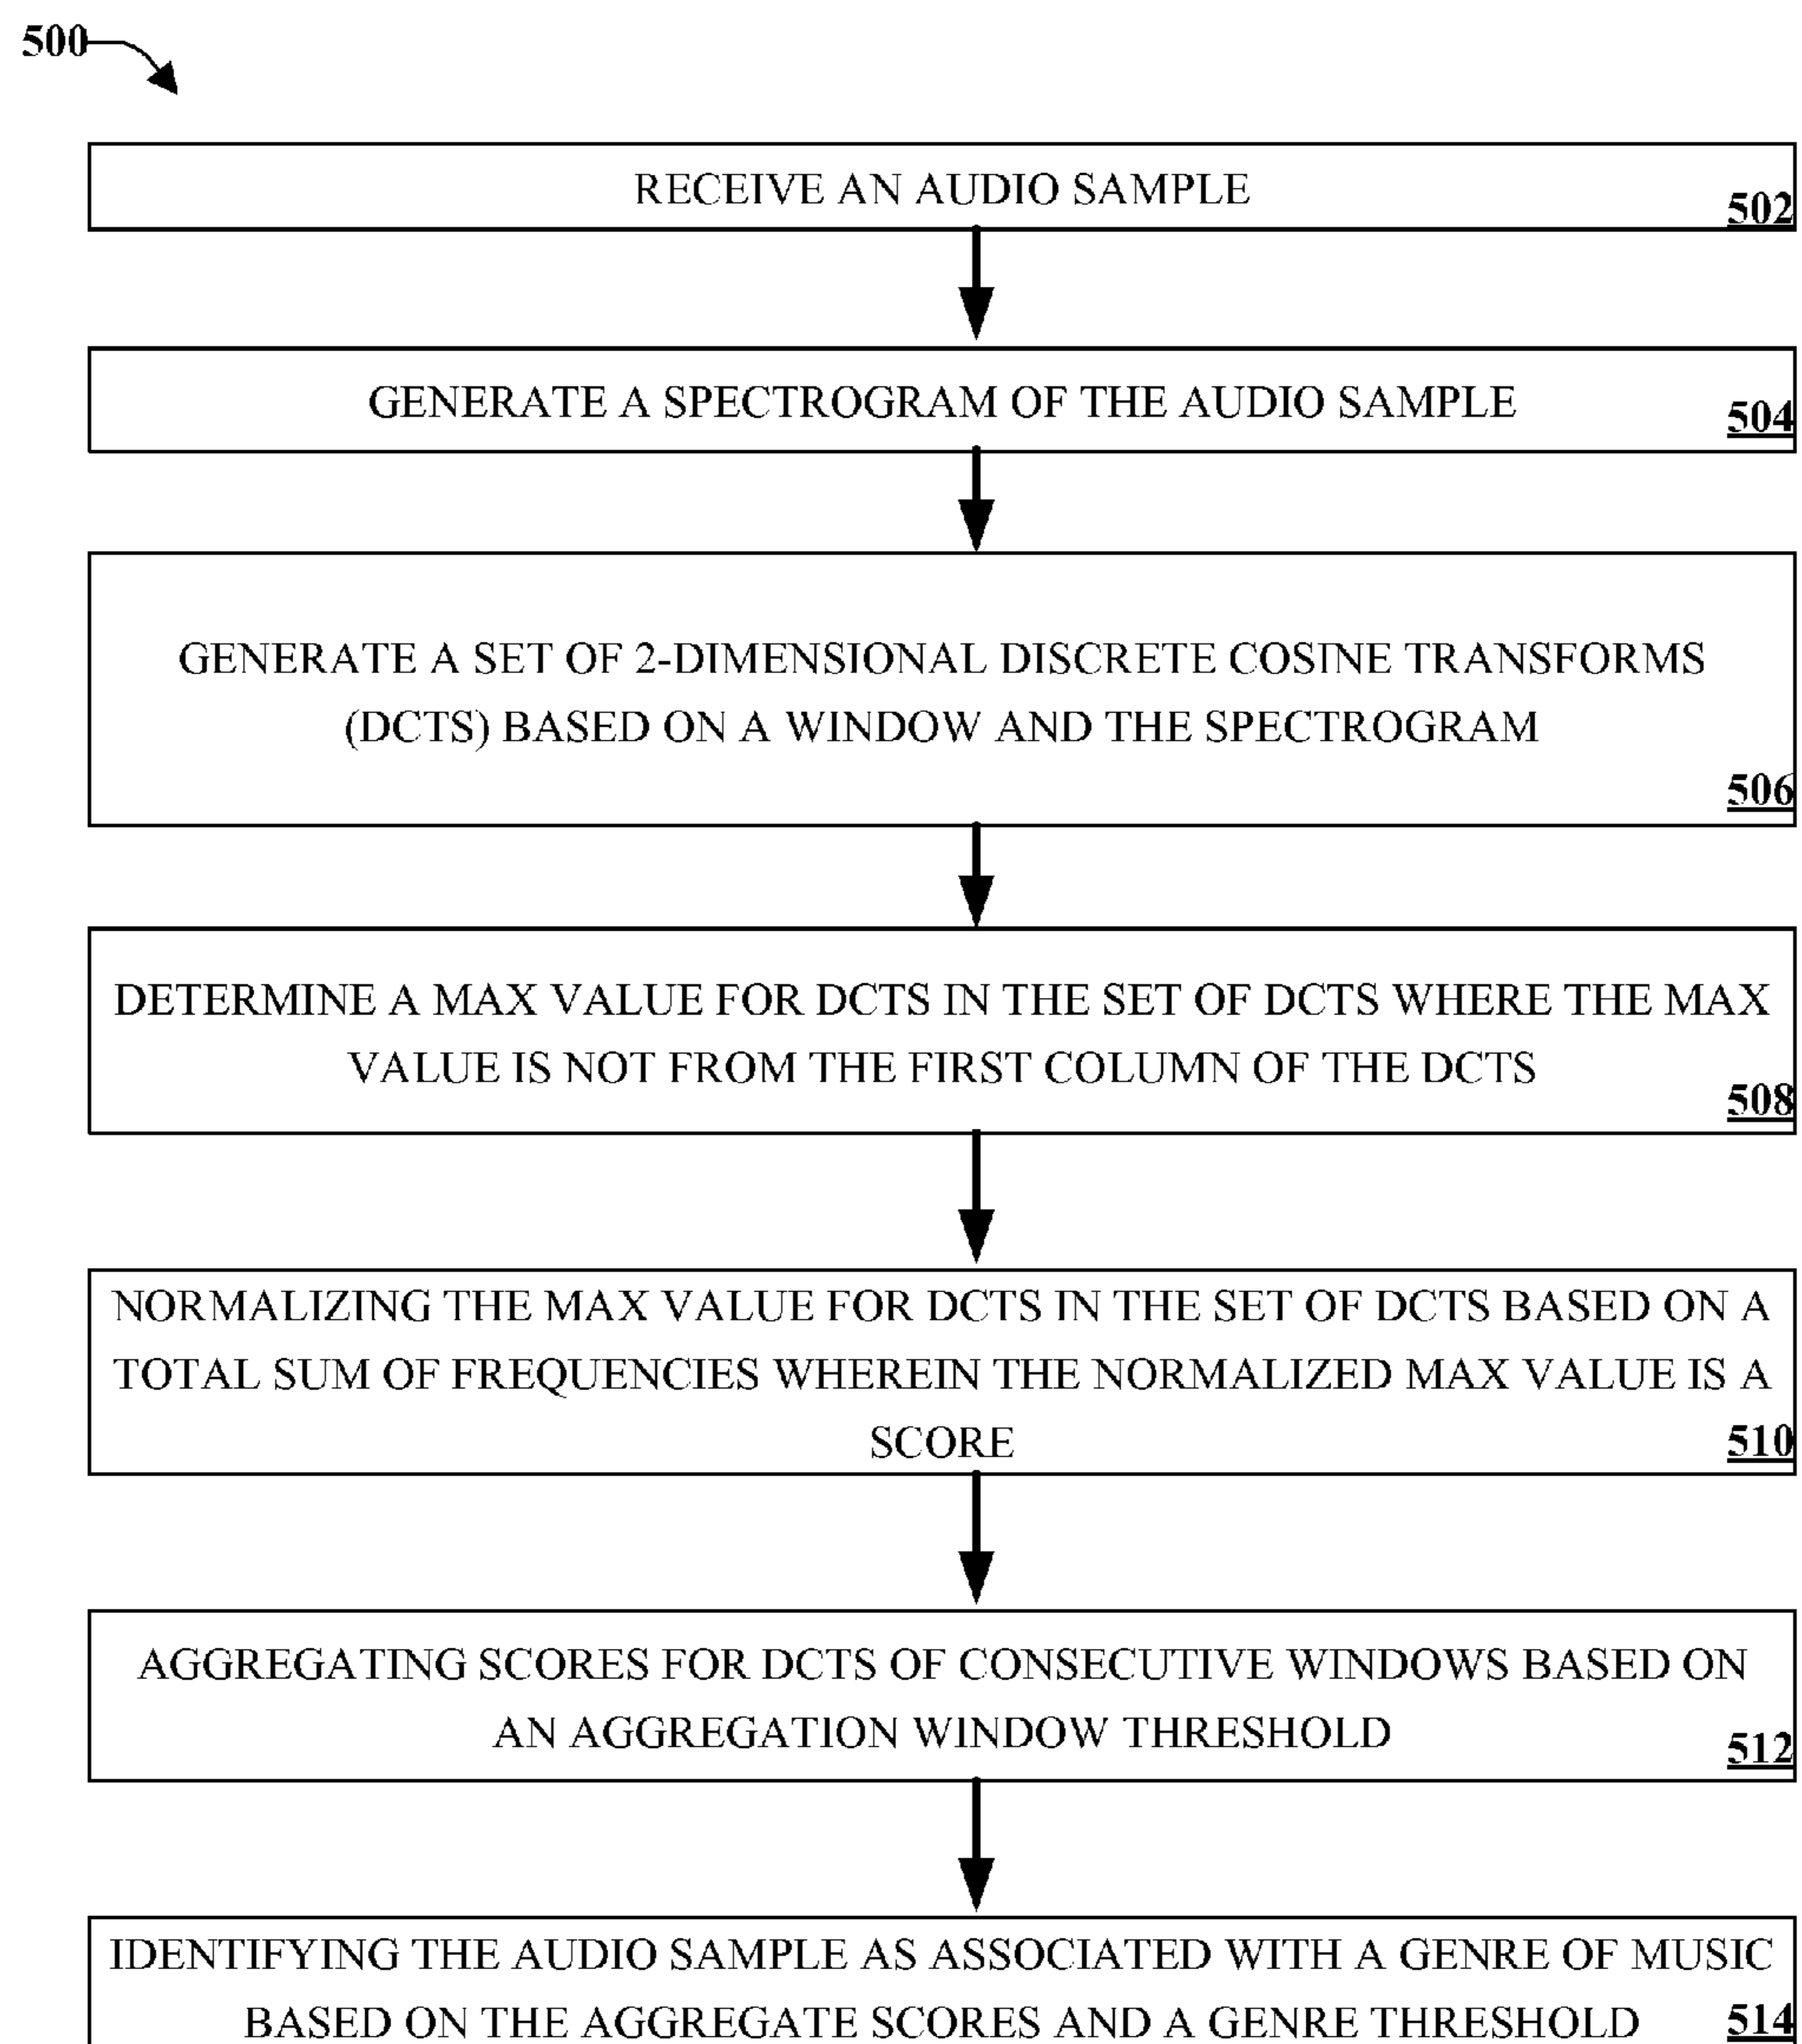 500
RECEIVE AN AUDIO SAMPLE
502
GENERATE A SPECTROGRAM OF THE AUDIO SAMPLE
504
GENERATE A SET OF 2-DIMENSIONAL DISCRETE COSINE TRANSFORMS
(DCTS) BASED ON A WINDOW AND THE SPECTROGRAM
506
DETERMINE A MAX VALUE FOR DCTS IN THE SET OF DCTS WHERE THE MAX
VALUE IS NOT FROM THE FIRST COLUMN OF THE DCTS
508
NORMALIZING THE MAX VALUE FOR DCTS IN THE SET OF DCTS BASED ON A
TOTAL SUM OF FREQUENCIES WHEREIN THE NORMALIZED MAX VALUE IS A
SCORE
510
AGGREGATING SCORES FOR DCTS OF CONSECUTIVE WINDOWS BASED ON
AN AGGREGATION WINDOW THRESHOLD
512
IDENTIFYING THE AUDIO SAMPLE AS ASSOCIATED WITH A GENRE OF MUSIC
BASED ON THE AGGREGATE SCORES AND A GENRE THRESHOLD
514